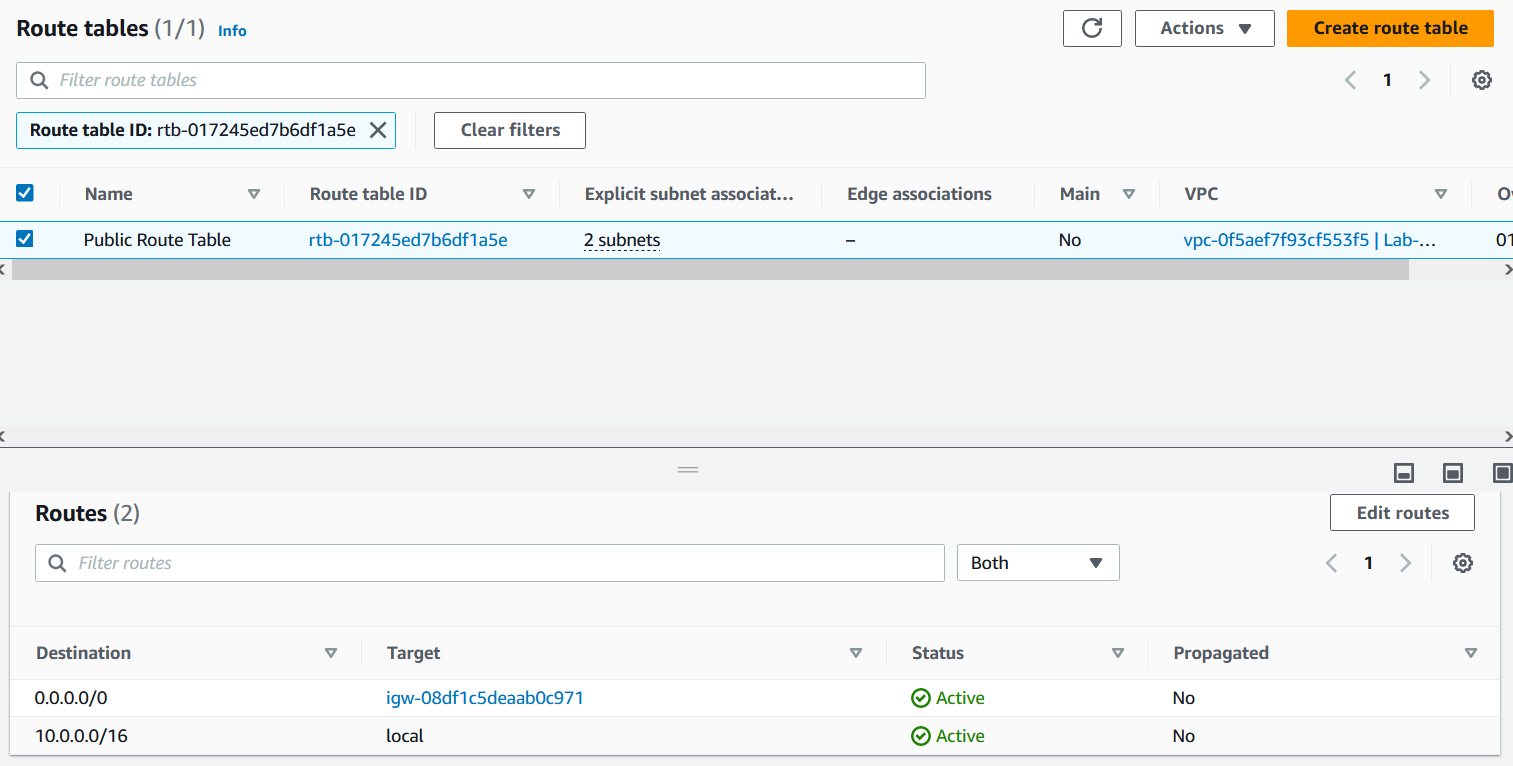 Route tables (1/1) Info
Actions
Create route table
Filter route tables
1
Route table ID: rtb-017245ed7b6df1a5e
Clear filters
Name Route table ID Explicit subnet associat... Edge associations Main VPC
Public Route Table rtb-017245ed7b6df1a5e 2 subnets – No vpc-0f5aef7f93cf553f5 | Lab-... 01
Routes (2)
Edit routes
Filter routes
Both
1
Destination Target Status Propagated
0.0.0.0/0 igw-08df1c5deaab0c971 Active No
10.0.0.0/16 local Active No